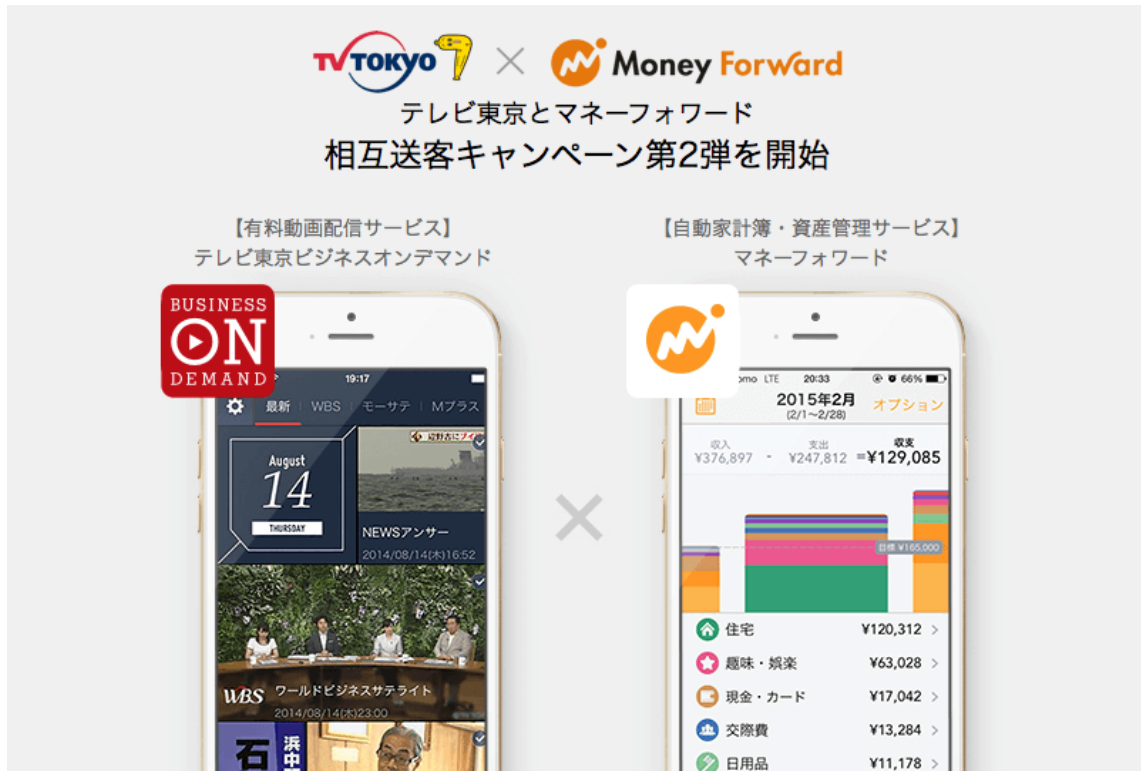 TV TOKYO 7 × Money Forward
テレビ東京とマネーフォワード
相互送客キャンペーン第2弾を開始
【有料動画配信サービス】
テレビ東京ビジネスオンデマンド
BUSINESS
ON
DEMAND
19:17
最新 WBS モーサテ Mプラス
August
14
THURSDAY
NEWSアンサー
2014/08/14(木)16:52
WBS ワールドビジネスサテライト
2014/08/14(木)23:00
石
浜中
×
【自動家計簿・資産管理サービス】
マネーフォワード
omo LTE 20:33 66%
2015年2月
(2/1～2/28)
オプション
収入 支出 収支
¥376,897 - ¥247,812 =¥129,085
目標 ¥165,000
住宅 ¥120,312
趣味・娯楽 ¥63,028
現金・カード ¥17,042
交際費 ¥13,284
日用品 ¥11,178